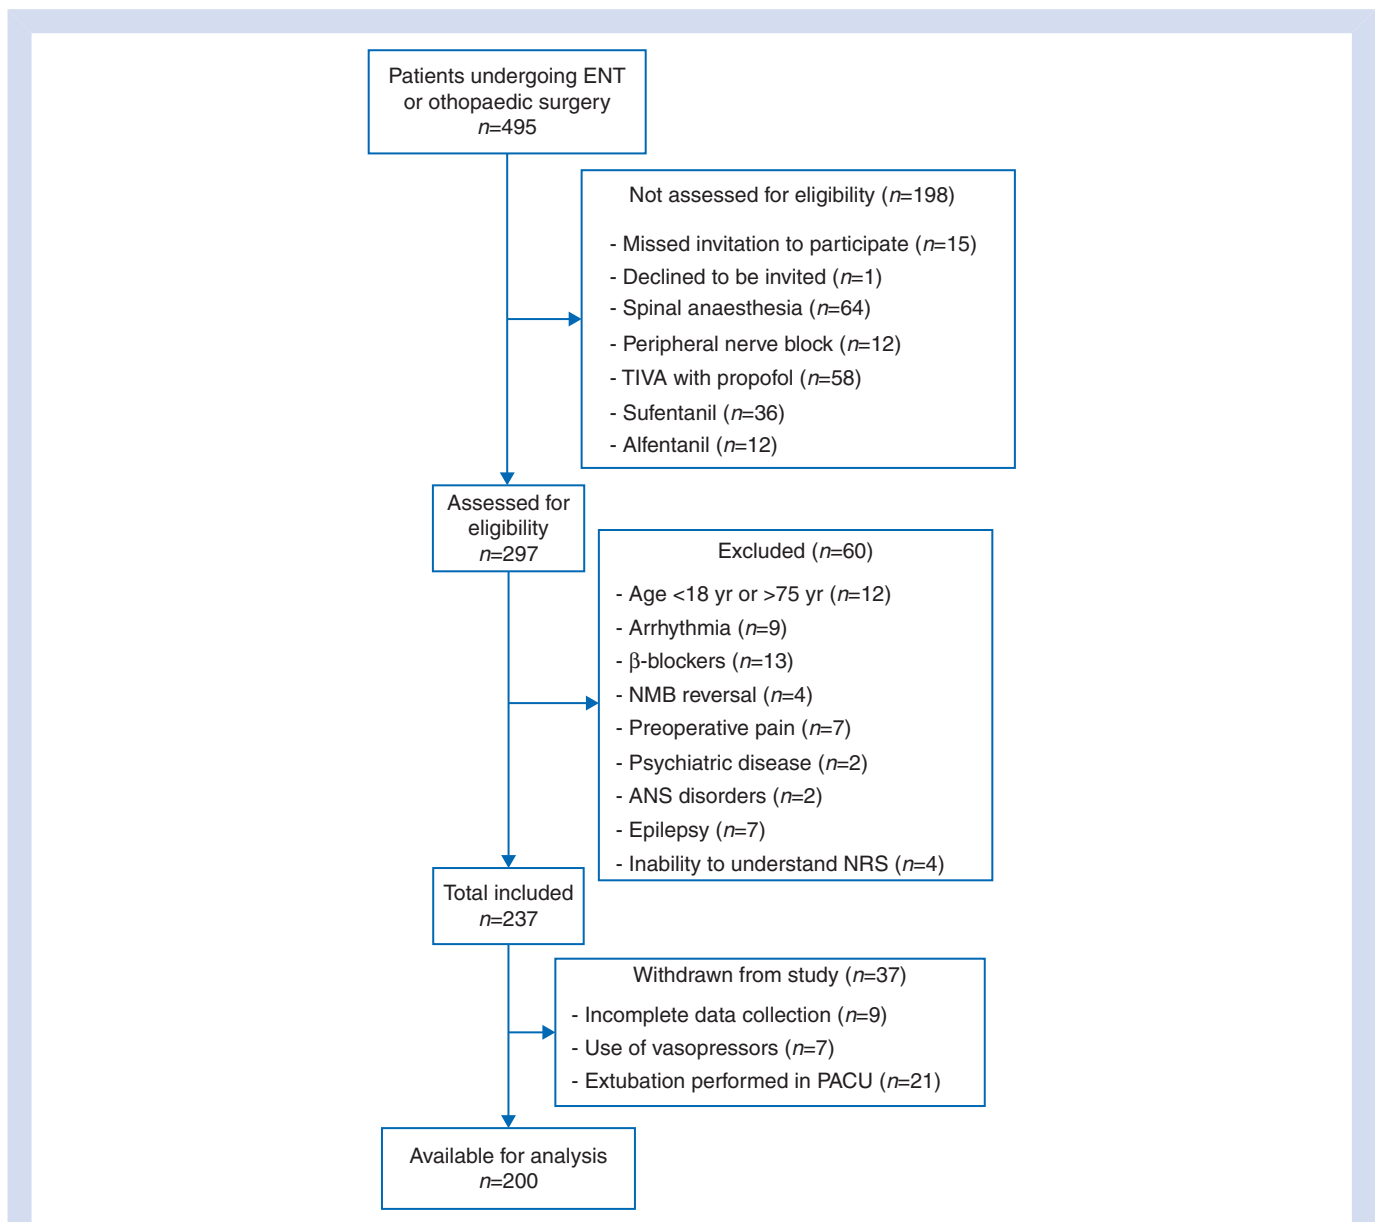 Patients undergoing ENT
or othopaedic surgery
n=495
Not assessed for eligibility (n=198)
- Missed invitation to participate (n=15)
- Declined to be invited (n=1)
- Spinal anaesthesia (n=64)
- Peripheral nerve block (n=12)
- TIVA with propofol (n=58)
- Sufentanil (n=36)
- Alfentanil (n=12)
Assessed for
eligibility
n=297
Excluded (n=60)
- Age <18 yr or >75 yr (n=12)
- Arrhythmia (n=9)
- β-blockers (n=13)
- NMB reversal (n=4)
- Preoperative pain (n=7)
- Psychiatric disease (n=2)
- ANS disorders (n=2)
- Epilepsy (n=7)
- Inability to understand NRS (n=4)
Total included
n=237
Withdrawn from study (n=37)
- Incomplete data collection (n=9)
- Use of vasopressors (n=7)
- Extubation performed in PACU (n=21)
Available for analysis
n=200